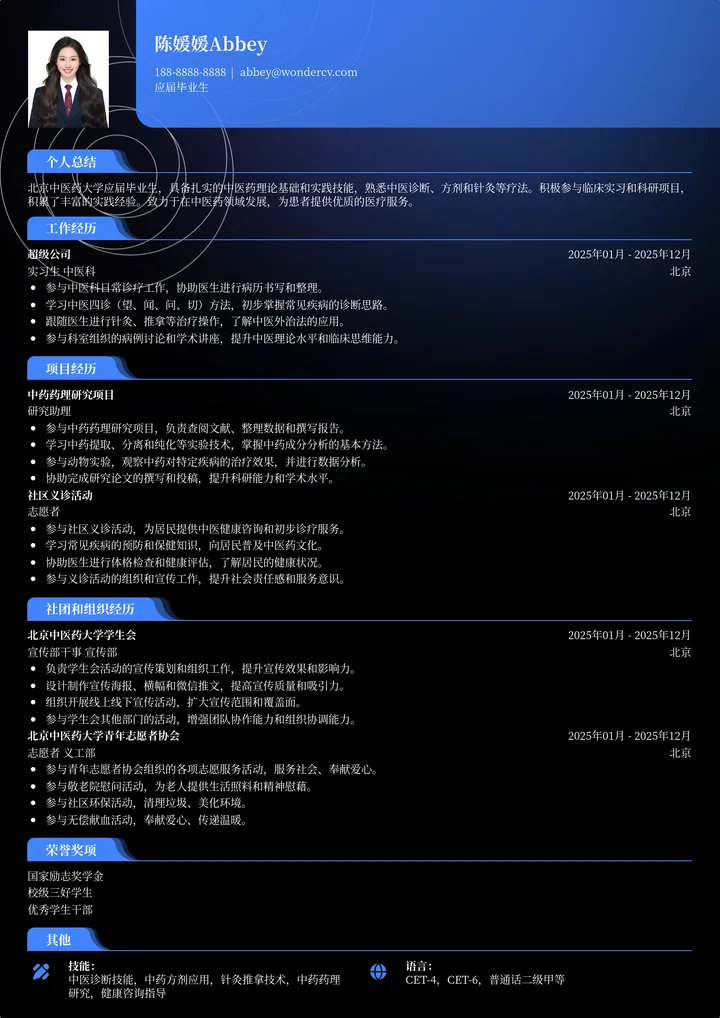 陈媛媛Abbey
188-8888-8888 | abbey@wondercv.com
应届毕业生
个人总结
北京中医药大学应届毕业生，具备扎实的中医药理论基础和实践技能，熟悉中医诊断、方剂和针灸等疗法。积极参与临床实习和科研项目，
积累了丰富的实践经验。致力于在中医药领域发展，为患者提供优质的医疗服务。
工作经历
超级公司 2025年01月 - 2025年12月
实习生 中医科 北京
参与中医科日常诊疗工作，协助医生进行病历书写和整理。
学习中医四诊（望、闻、问、切）方法，初步掌握常见疾病的诊断思路。
跟随医生进行针灸、推拿等治疗操作，了解中医外治法的应用。
参与科室组织的病例讨论和学术讲座，提升中医理论水平和临床思维能力。
项目经历
中药药理研究项目 2025年01月 - 2025年12月
研究助理 北京
参与中药药理研究项目，负责查阅文献、整理数据和撰写报告。
学习中药提取、分离和纯化等实验技术，掌握中药成分分析的基本方法。
参与动物实验，观察中药对特定疾病的治疗效果，并进行数据分析。
协助完成研究论文的撰写和投稿，提升科研能力和学术水平。
社区义诊活动 2025年01月 - 2025年12月
志愿者 北京
参与社区义诊活动，为居民提供中医健康咨询和初步诊疗服务。
学习常见疾病的预防和保健知识，向居民普及中医药文化。
协助医生进行体格检查和健康评估，了解居民的健康状况。
参与义诊活动的组织和宣传工作，提升社会责任感和服务意识。
社团和组织经历
北京中医药大学学生会 2025年01月 - 2025年12月
宣传部干事 宣传部 北京
负责学生会活动的宣传策划和组织工作，提升宣传效果和影响力。
设计制作宣传海报、横幅和微信推文，提高宣传质量和吸引力。
组织开展线上线下宣传活动，扩大宣传范围和覆盖面。
参与学生会其他部门的活动，增强团队协作能力和组织协调能力。
北京中医药大学青年志愿者协会 2025年01月 - 2025年12月
志愿者 义工部 北京
参与青年志愿者协会组织的各项志愿服务活动，服务社会、奉献爱心。
参与敬老院慰问活动，为老人提供生活照料和精神慰藉。
参与社区环保活动，清理垃圾、美化环境。
参与无偿献血活动，奉献爱心、传递温暖。
荣誉奖项
国家励志奖学金
校级三好学生
优秀学生干部
其他
技能：
中医诊断技能，中药方剂应用，针灸推拿技术，中药药理
研究，健康咨询指导
语言：
CET-4，CET-6，普通话二级甲等